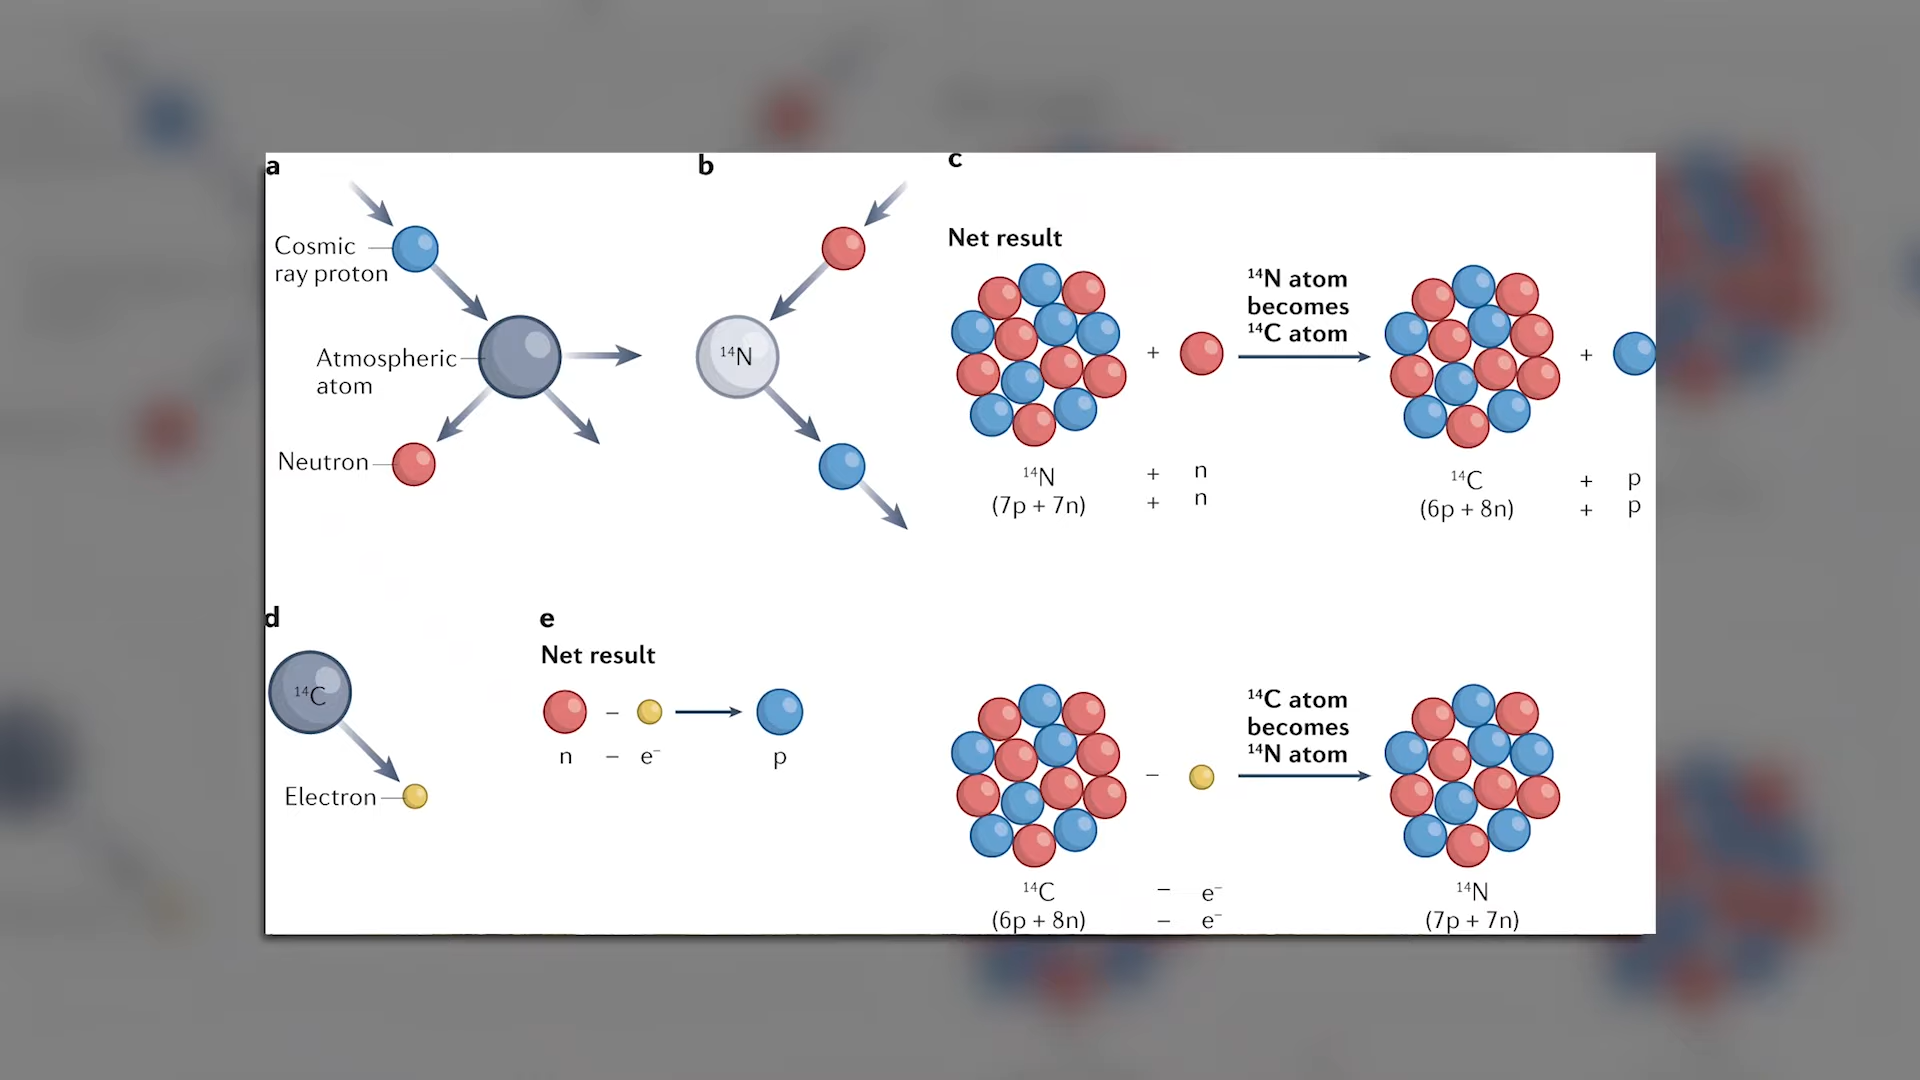 a
Cosmic
ray proton
Atmospheric
atom
Neutron
b
¹⁴N
c
Net result
¹⁴N atom
becomes
¹⁴C atom
+
+
¹⁴N + n
(7p + 7n) + n
¹⁴C + p
(6p + 8n) + p
d
¹⁴C
Electron
e
Net result
–
n – e⁻ p
¹⁴C atom
becomes
¹⁴N atom
–
¹⁴C – e⁻
(6p + 8n) – e⁻
¹⁴N
(7p + 7n)